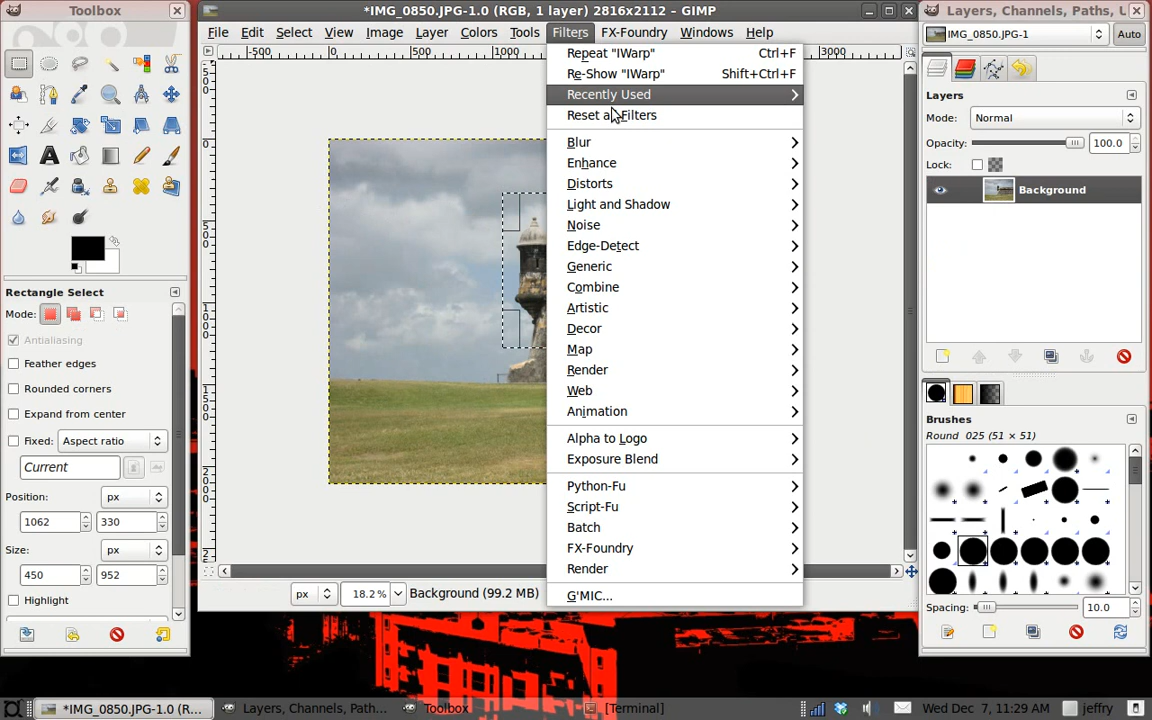 Toolbox
*IMG_0850.JPG-1.0 (RGB, 1 layer) 2816x2112 – GIMP
Layers, Channels, Paths, U
File Edit Select View Image Layer Colors Tools Filters FX-Foundry Windows Help
IMG_0850.JPG-1 Auto
-500 0 500 1000 3000
Repeat "IWarp" Ctrl+F
Re-Show "IWarp" Shift+Ctrl+F
Recently Used
Reset all Filters
Blur
Enhance
Distorts
Light and Shadow
Noise
Edge-Detect
Generic
Combine
Artistic
Decor
Map
Render
Web
Animation
Alpha to Logo
Exposure Blend
Python-Fu
Script-Fu
Batch
FX-Foundry
Render
G'MIC...
Rectangle Select
Mode:
Antialiasing
Feather edges
Rounded corners
Expand from center
Fixed: Aspect ratio
Current
Position: px
1062 330
Size: px
450 952
Highlight
px 18.2% Background (99.2 MB)
Layers
Mode: Normal
Opacity: 100.0
Lock:
Background
Brushes
Round 025 (51 × 51)
Spacing: 10.0
*IMG_0850.JPG-1.0 (R... Layers, Channels, Path... Toolbox [Terminal] Wed Dec 7, 11:29 AM jeffry